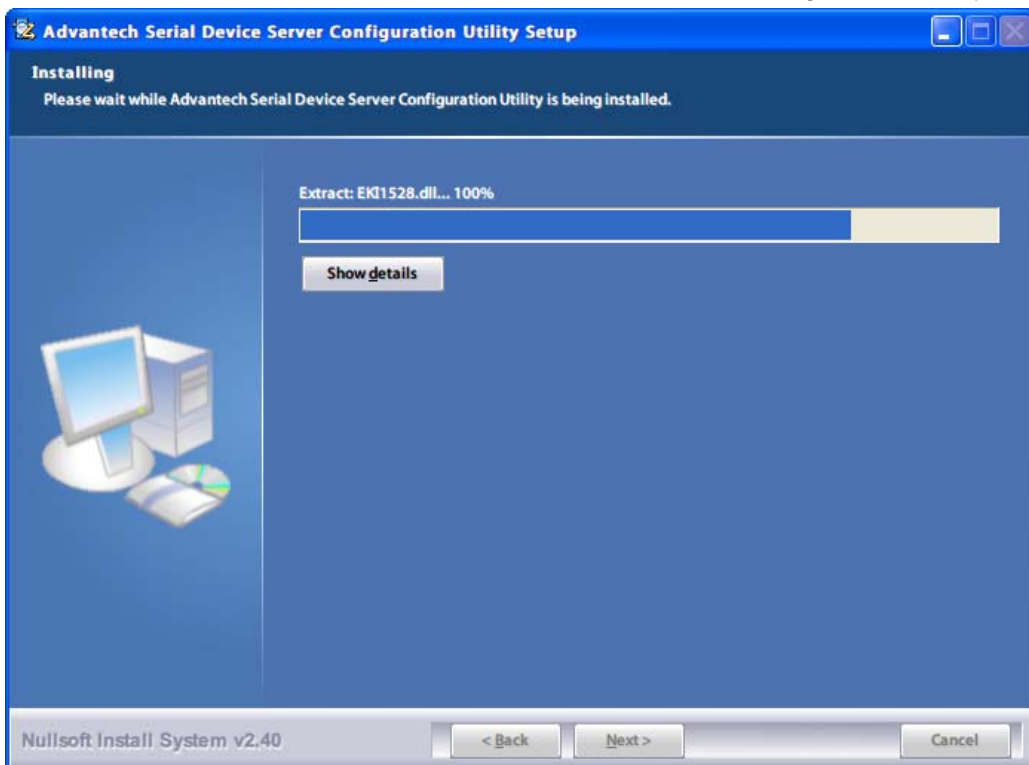 Advantech Serial Device Server Configuration Utility Setup
Installing
Please wait while Advantech Serial Device Server Configuration Utility is being installed.
Extract: EKI1528.dll... 100%
Show details
Nullsoft Install System v2.40
< Back Next > Cancel